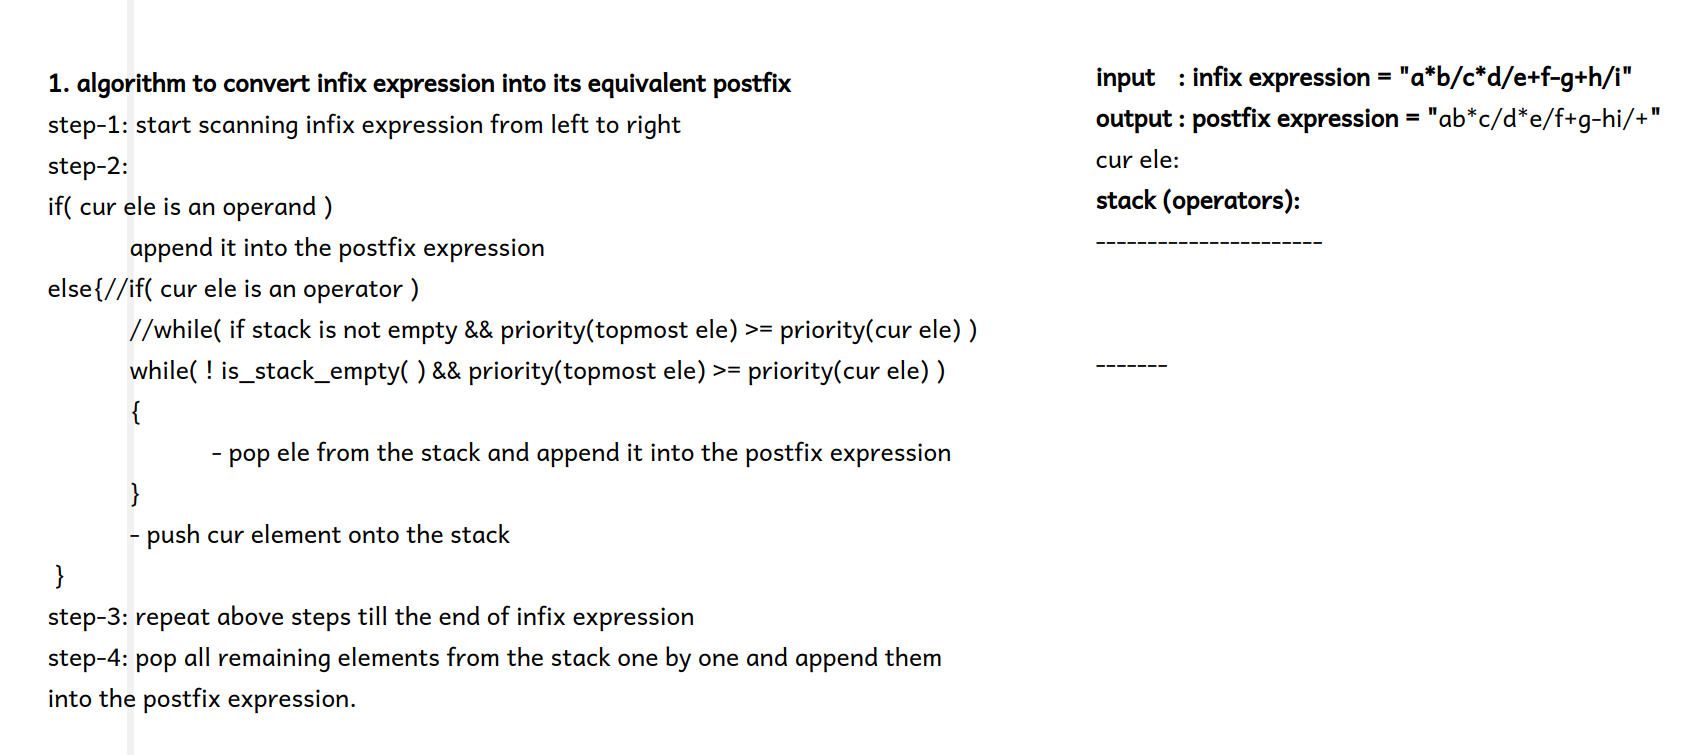 1. algorithm to convert infix expression into its equivalent postfix
step-1: start scanning infix expression from left to right
step-2:
if( cur ele is an operand )
append it into the postfix expression
else{//if( cur ele is an operator )
//while( if stack is not empty && priority(topmost ele) >= priority(cur ele) )
while( ! is_stack_empty( ) && priority(topmost ele) >= priority(cur ele) )
{
- pop ele from the stack and append it into the postfix expression
}
- push cur element onto the stack
}
step-3: repeat above steps till the end of infix expression
step-4: pop all remaining elements from the stack one by one and append them
into the postfix expression.
input : infix expression = "a*b/c*d/e+f-g+h/i"
output : postfix expression = "ab*c/d*e/f+g-hi/+"
cur ele:
stack (operators):
----------------------
-------